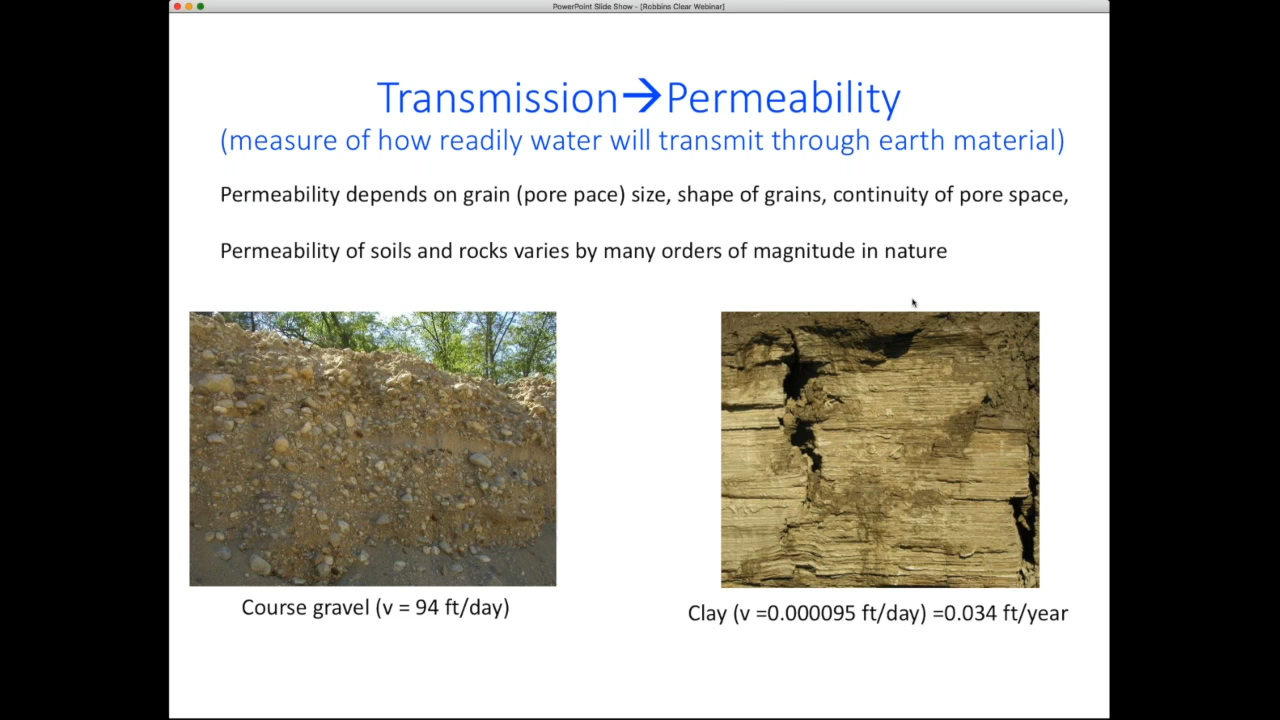 PowerPoint Slide Show - [Robbins Clear Webinar]
Transmission→Permeability
(measure of how readily water will transmit through earth material)
Permeability depends on grain (pore pace) size, shape of grains, continuity of pore space,
Permeability of soils and rocks varies by many orders of magnitude in nature
Course gravel (v = 94 ft/day)
Clay (v =0.000095 ft/day) =0.034 ft/year